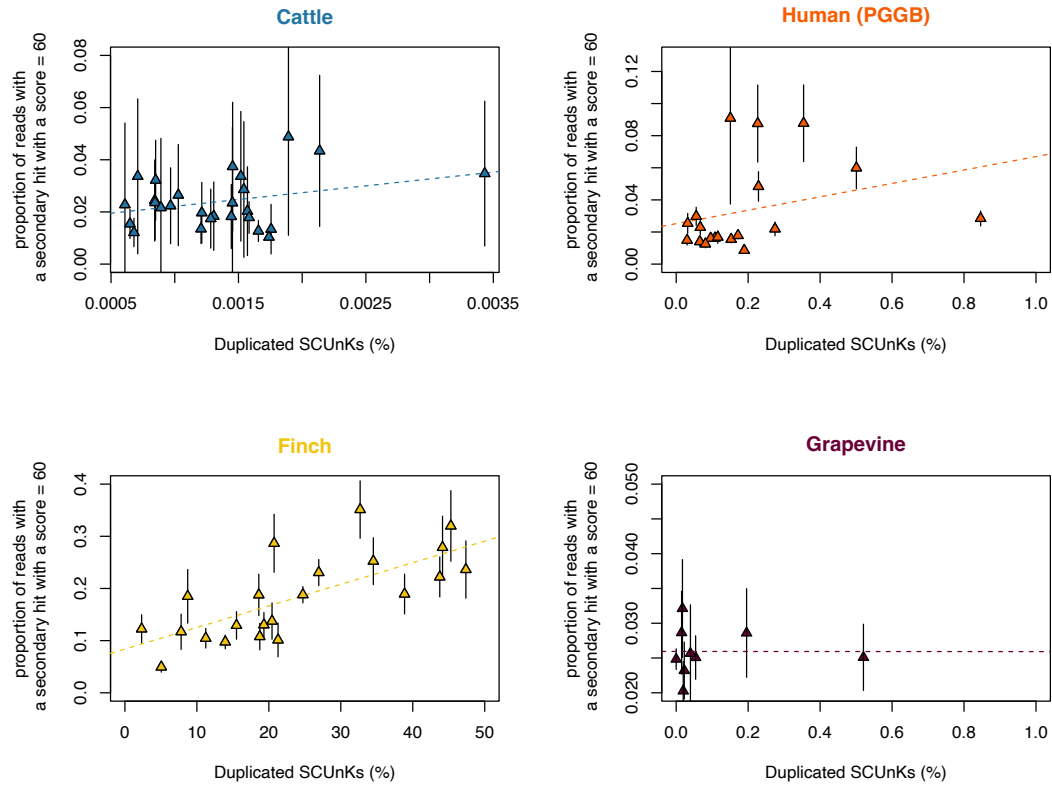 Cattle
proportion of reads with
a secondary hit with a score = 60
0.00
0.02
0.04
0.06
0.08
0.0005
0.0015
0.0025
0.0035
Duplicated SCUnKs (%)
Human (PGGB)
proportion of reads with
a secondary hit with a score = 60
0.00
0.04
0.08
0.12
0.0
0.2
0.4
0.6
0.8
1.0
Duplicated SCUnKs (%)
Finch
proportion of reads with
a secondary hit with a score = 60
0.0
0.1
0.2
0.3
0.4
0
10
20
30
40
50
Duplicated SCUnKs (%)
Grapevine
proportion of reads with
a secondary hit with a score = 60
0.020
0.030
0.040
0.050
0.0
0.2
0.4
0.6
0.8
1.0
Duplicated SCUnKs (%)